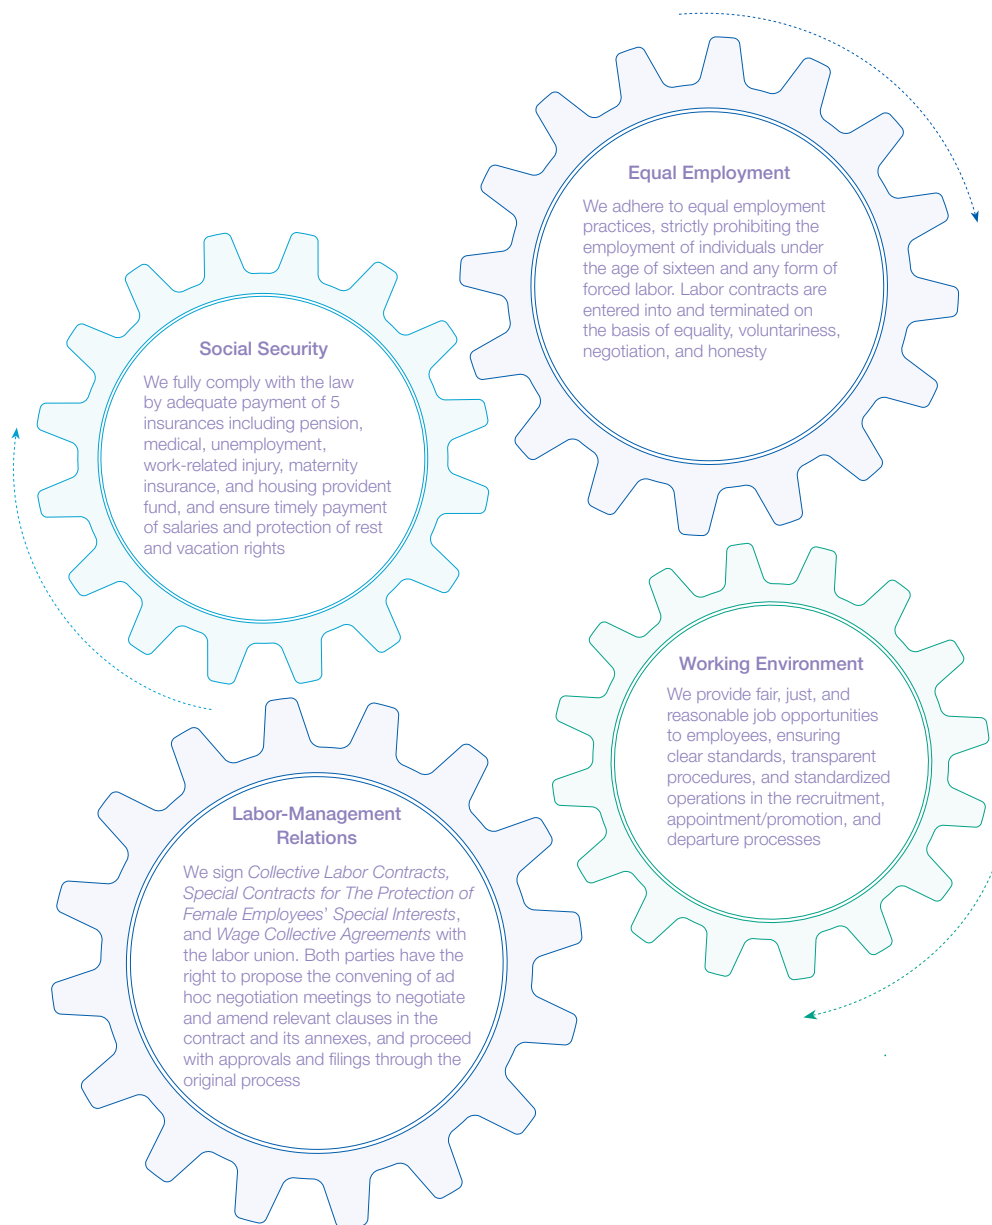 Equal Employment
We adhere to equal employment
practices, strictly prohibiting the
employment of individuals under
the age of sixteen and any form of
forced labor. Labor contracts are
entered into and terminated on
the basis of equality, voluntariness,
negotiation, and honesty
Social Security
We fully comply with the law
by adequate payment of 5
insurances including pension,
medical, unemployment,
work-related injury, maternity
insurance, and housing provident
fund, and ensure timely payment
of salaries and protection of rest
and vacation rights
Working Environment
We provide fair, just, and
reasonable job opportunities
to employees, ensuring
clear standards, transparent
procedures, and standardized
operations in the recruitment,
appointment/promotion, and
departure processes
Labor-Management
Relations
We sign Collective Labor Contracts,
Special Contracts for The Protection of
Female Employees' Special Interests,
and Wage Collective Agreements with
the labor union. Both parties have the
right to propose the convening of ad
hoc negotiation meetings to negotiate
and amend relevant clauses in the
contract and its annexes, and proceed
with approvals and filings through the
original process